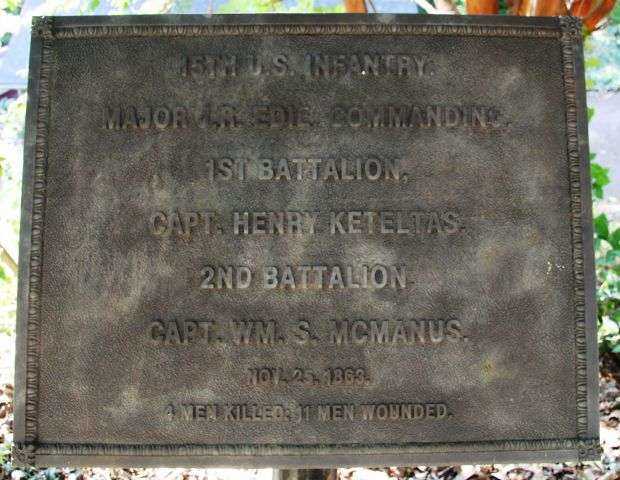 15TH U.S. INFANTRY.
MAJOR J.R. EDIE. COMMANDING.
1ST BATTALION,
CAPT. HENRY KETELTAS.
2ND BATTALION
CAPT. WM. S. MCMANUS.
NOV. 25, 1863.
4 MEN KILLED; 11 MEN WOUNDED.